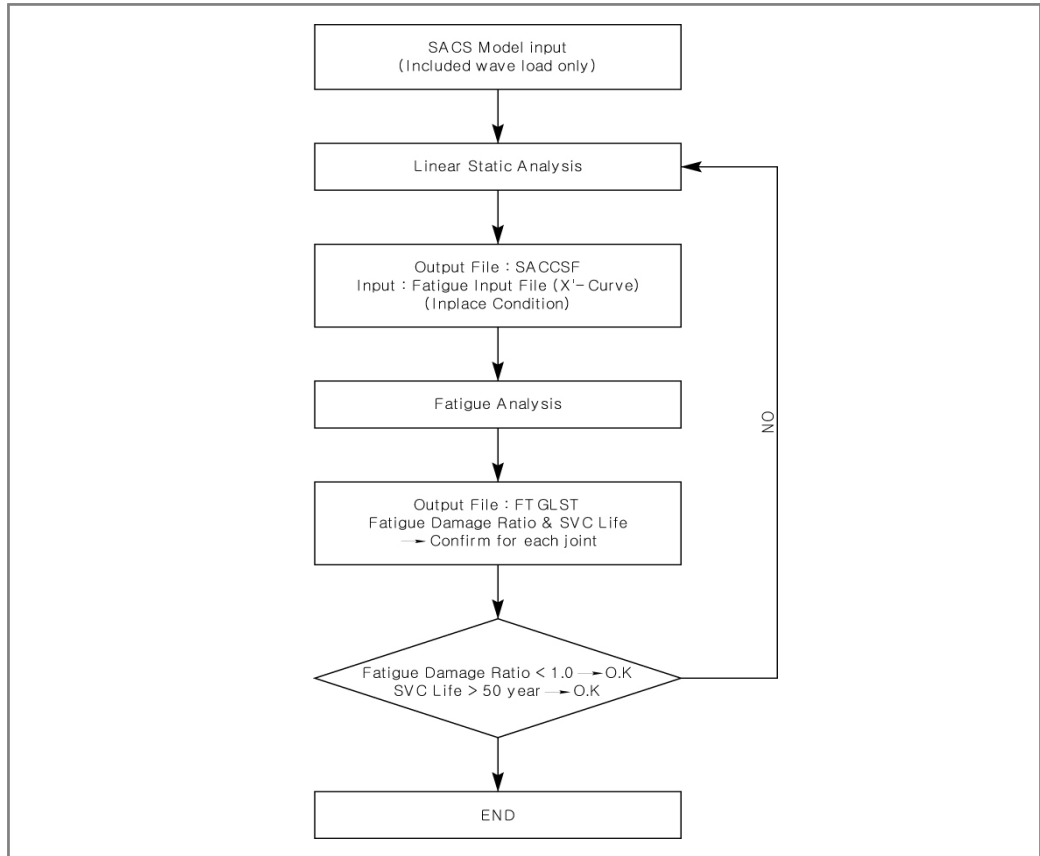 SACS Model input
(Included wave load only)
Linear Static Analysis
Output File : SACCSF
Input : Fatigue Input File (X'-Curve)
(Inplace Condition)
Fatigue Analysis
Output File : FTGLST
Fatigue Damage Ratio & SVC Life
→ Confirm for each joint
Fatigue Damage Ratio < 1.0 → O.K
SVC Life > 50 year → O.K
NO
END